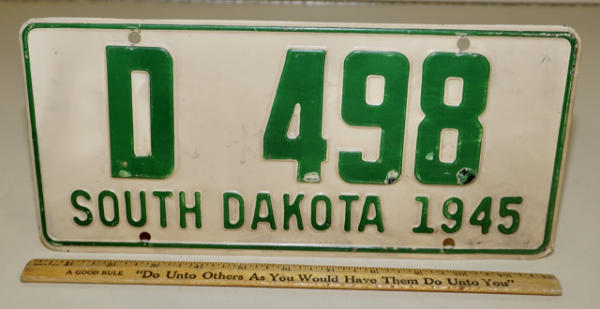 D 498
SOUTH DAKOTA 1945
A GOOD RULE "Do Unto Others As You Would Have Them Do Unto You"